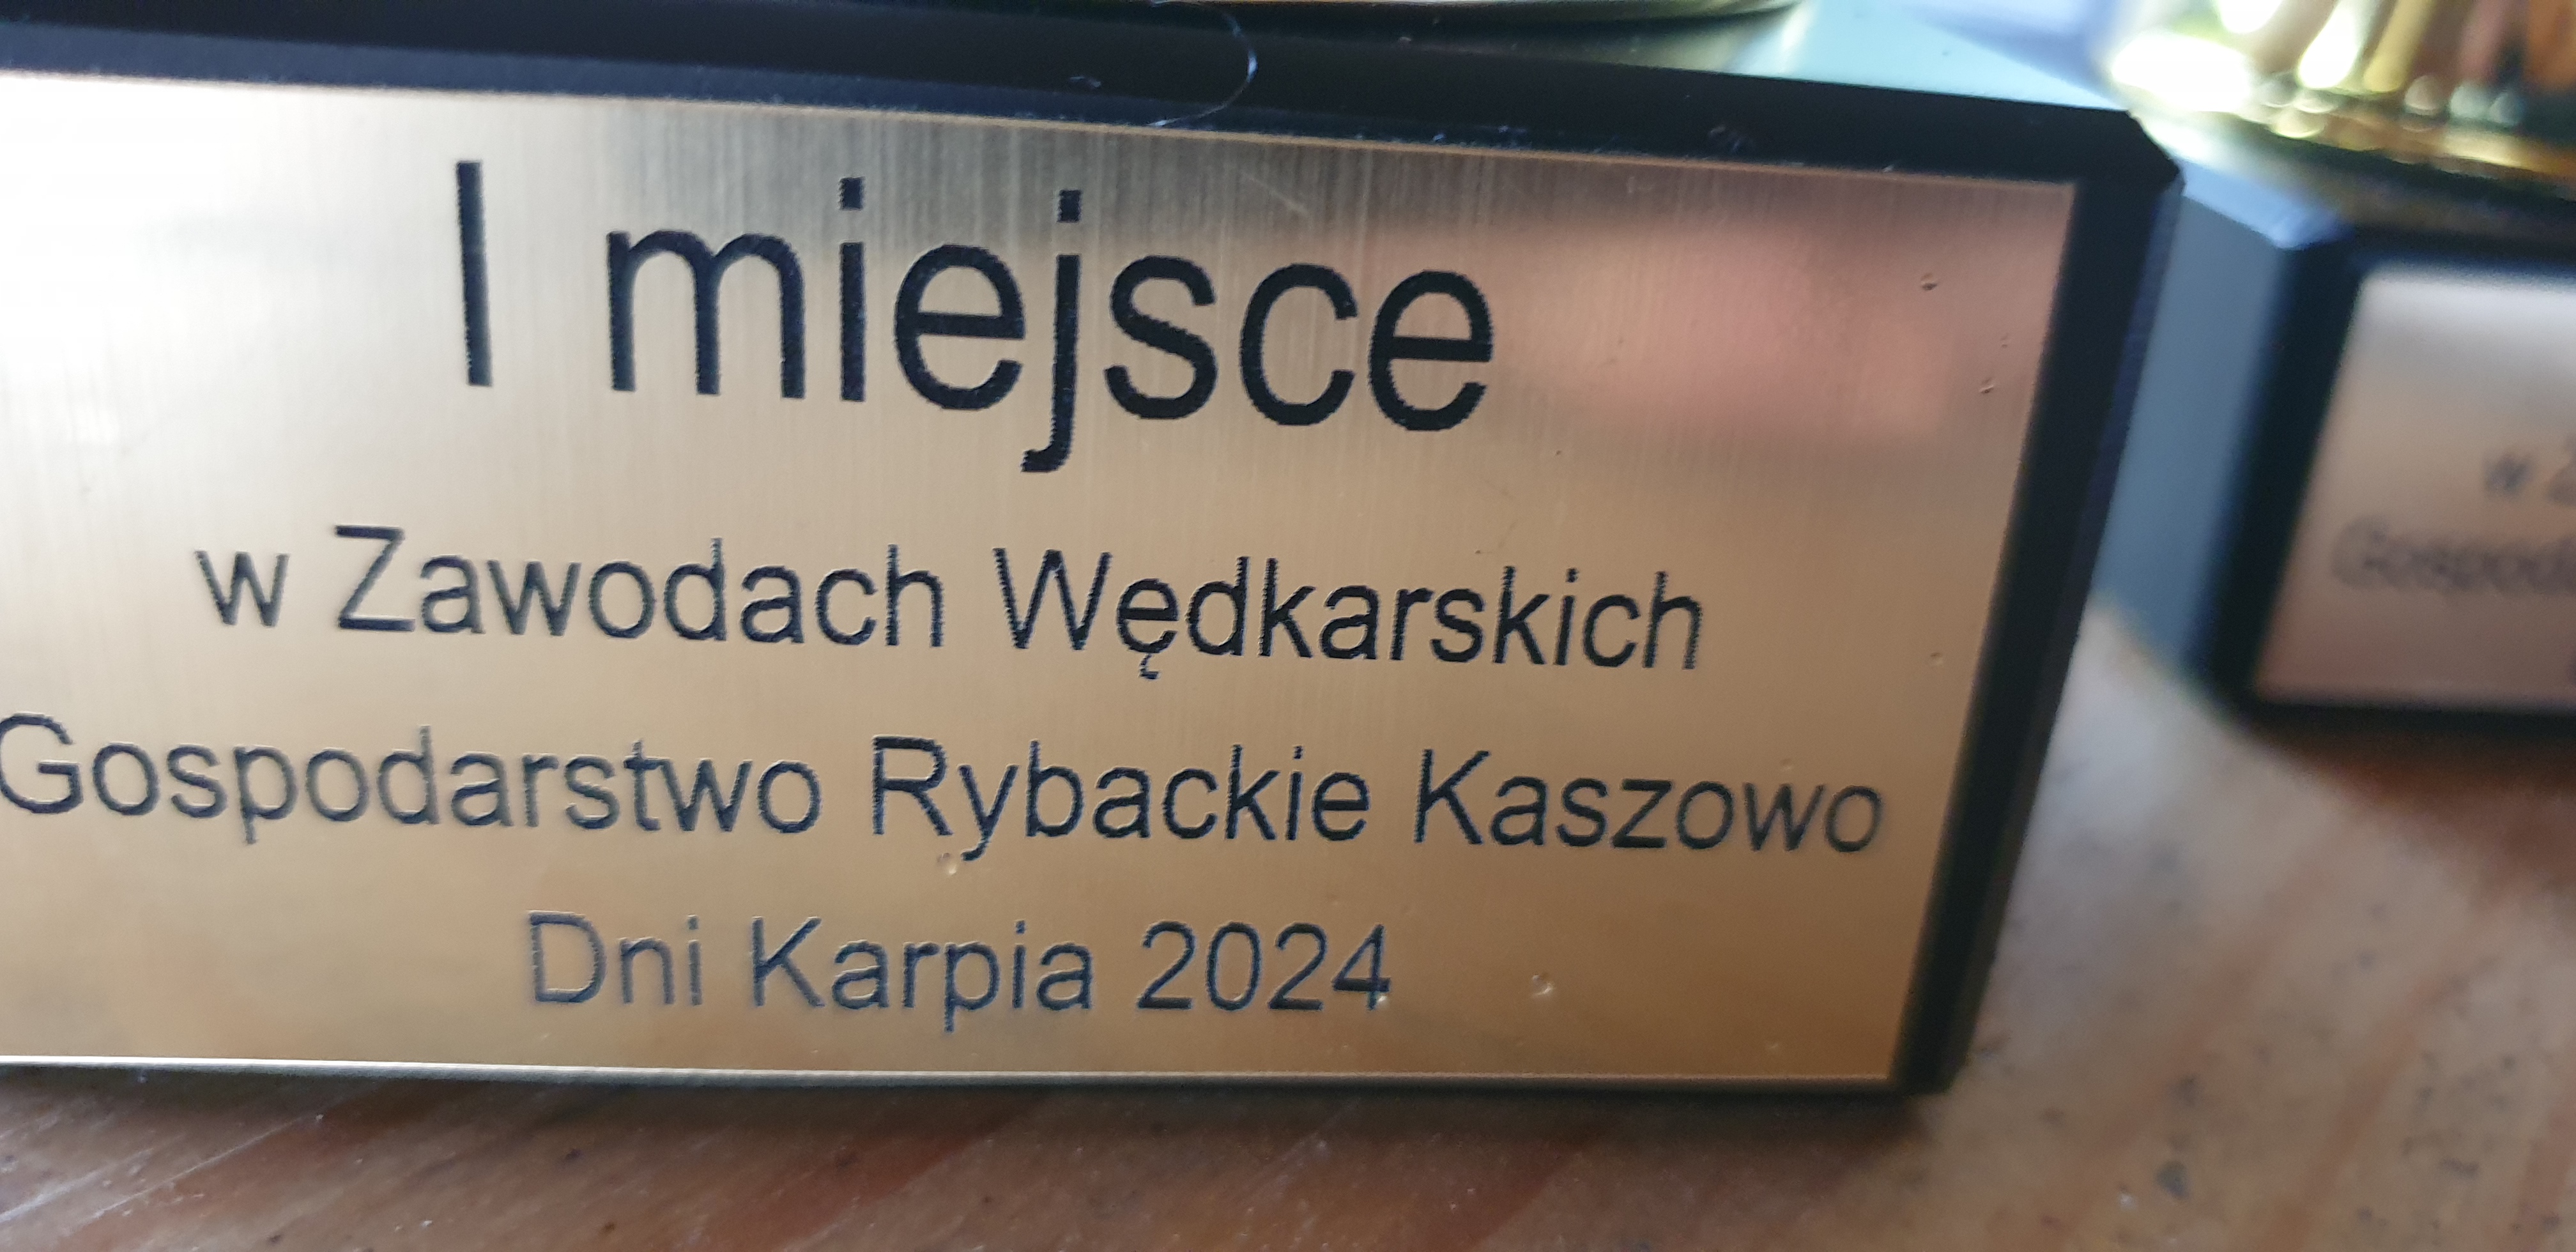 I miejsce
w Zawodach Wędkarskich
Gospodarstwo Rybackie Kaszowo
Dni Karpia 2024